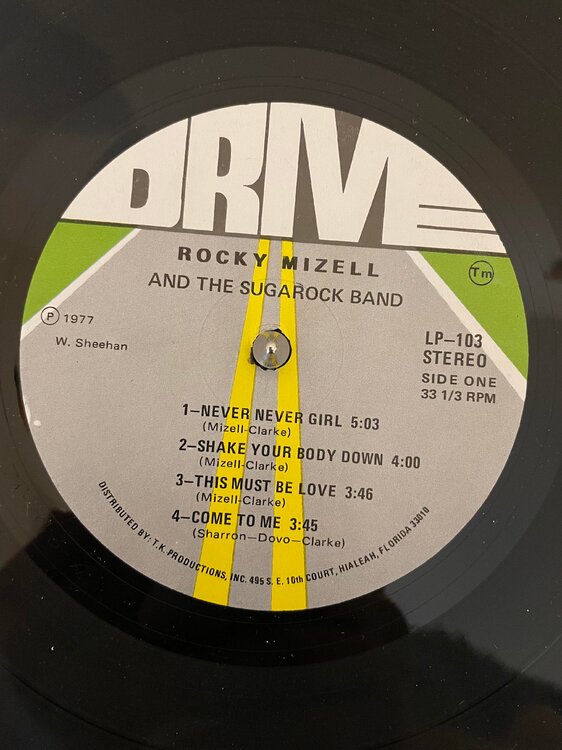 DRIVE
ROCKY MIZELL
Tm
AND THE SUGAROCK BAND
P 1977
W. Sheehan
LP-103
STEREO
SIDE ONE
33 1/3 RPM
1-NEVER NEVER GIRL 5:03
(Mizell-Clarke)
2-SHAKE YOUR BODY DOWN 4:00
(Mizell-Clarke)
3-THIS MUST BE LOVE 3:46
(Mizell-Clarke)
4-COME TO ME 3:45
(Sharron-Dovo-Clarke)
DISTRIBUTED BY: T.K. PRODUCTIONS, INC. 495 S. E. 10th COURT, HIALEAH, FLORIDA 33010